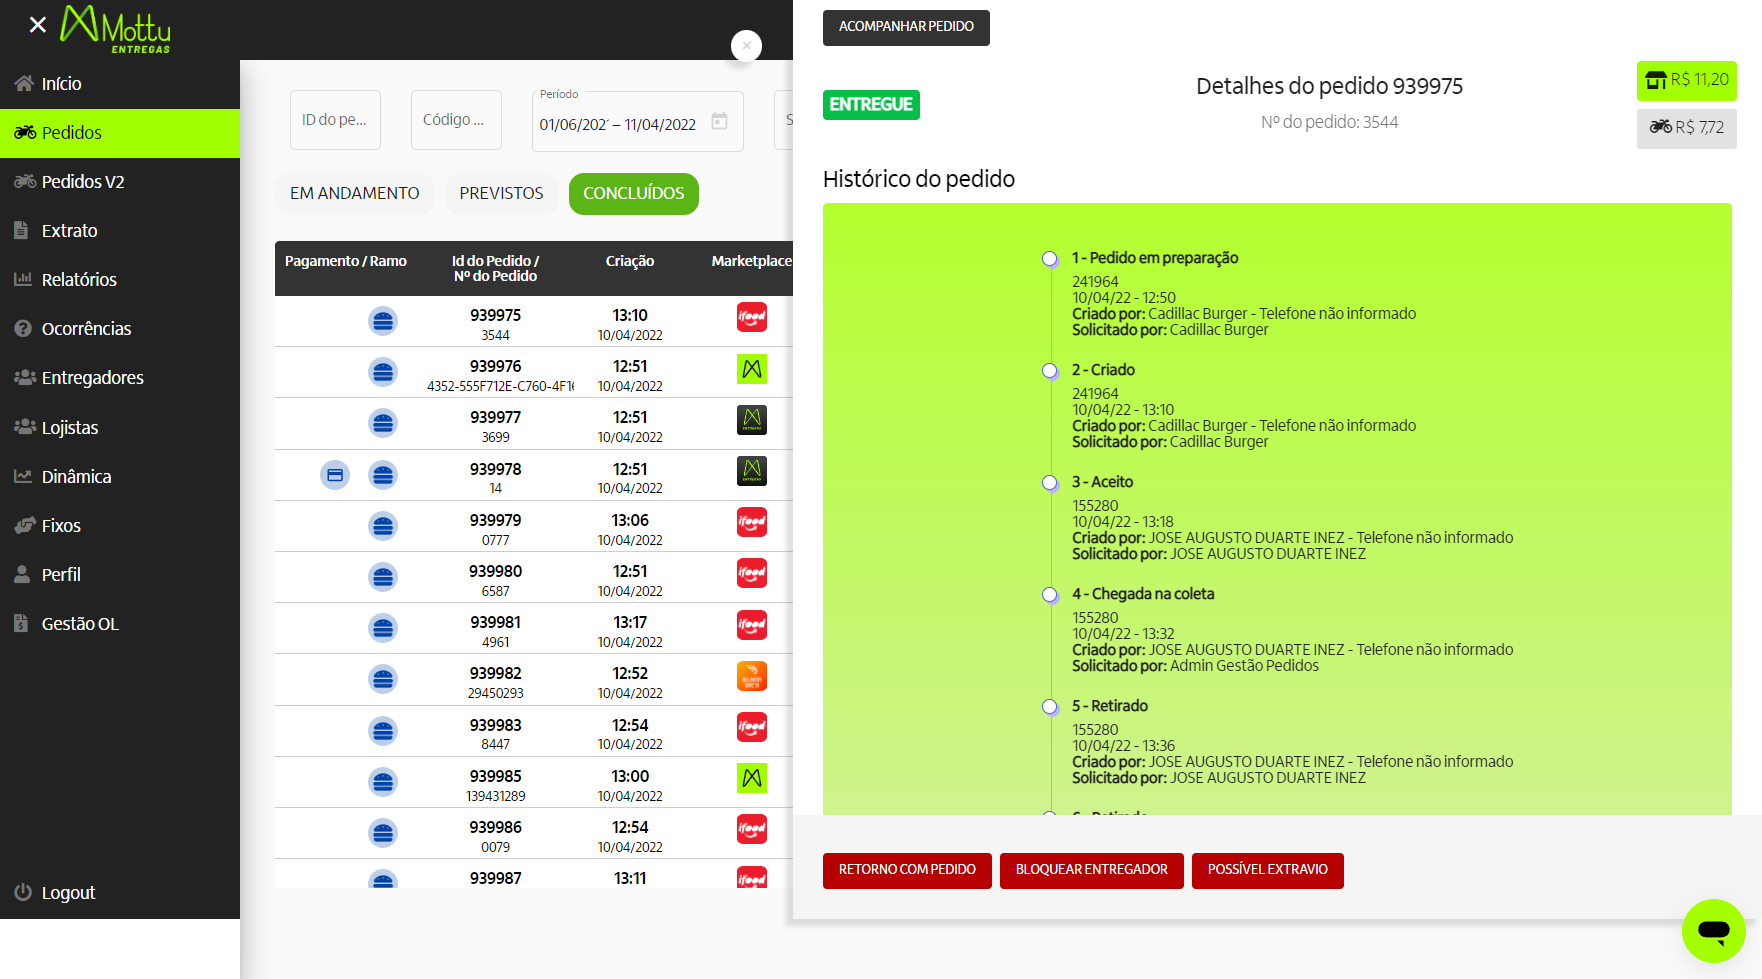 Mottu
ENTREGAS
Início
Pedidos
Pedidos V2
Extrato
Relatórios
Ocorrências
Entregadores
Lojistas
Dinâmica
Fixos
Perfil
Gestão OL
Logout
ID do pe...
Código ...
Período
01/06/202 – 11/04/2022
S
EM ANDAMENTO
PREVISTOS
CONCLUÍDOS
Pagamento / Ramo
Id do Pedido /
Nº do Pedido
Criação
Marketplace
939975
3544
13:10
10/04/2022
ifood
939976
4352-555F712E-C760-4F1
12:51
10/04/2022
939977
3699
12:51
10/04/2022
939978
14
12:51
10/04/2022
939979
0777
13:06
10/04/2022
ifood
939980
6587
12:51
10/04/2022
ifood
939981
4961
13:17
10/04/2022
ifood
939982
29450293
12:52
10/04/2022
939983
8447
12:54
10/04/2022
ifood
939985
139431289
13:00
10/04/2022
939986
0079
12:54
10/04/2022
ifood
939987
13:11
ifood
ACOMPANHAR PEDIDO
ENTREGUE
Detalhes do pedido 939975
Nº do pedido: 3544
R$ 11,20
R$ 7,72
Histórico do pedido
1 - Pedido em preparação
241964
10/04/22 - 12:50
Criado por: Cadillac Burger - Telefone não informado
Solicitado por: Cadillac Burger
2 - Criado
241964
10/04/22 - 13:10
Criado por: Cadillac Burger - Telefone não informado
Solicitado por: Cadillac Burger
3 - Aceito
155280
10/04/22 - 13:18
Criado por: JOSE AUGUSTO DUARTE INEZ - Telefone não informado
Solicitado por: JOSE AUGUSTO DUARTE INEZ
4 - Chegada na coleta
155280
10/04/22 - 13:32
Criado por: JOSE AUGUSTO DUARTE INEZ - Telefone não informado
Solicitado por: Admin Gestão Pedidos
5 - Retirado
155280
10/04/22 - 13:36
Criado por: JOSE AUGUSTO DUARTE INEZ - Telefone não informado
Solicitado por: JOSE AUGUSTO DUARTE INEZ
6 - Retirado
RETORNO COM PEDIDO
BLOQUEAR ENTREGADOR
POSSÍVEL EXTRAVIO